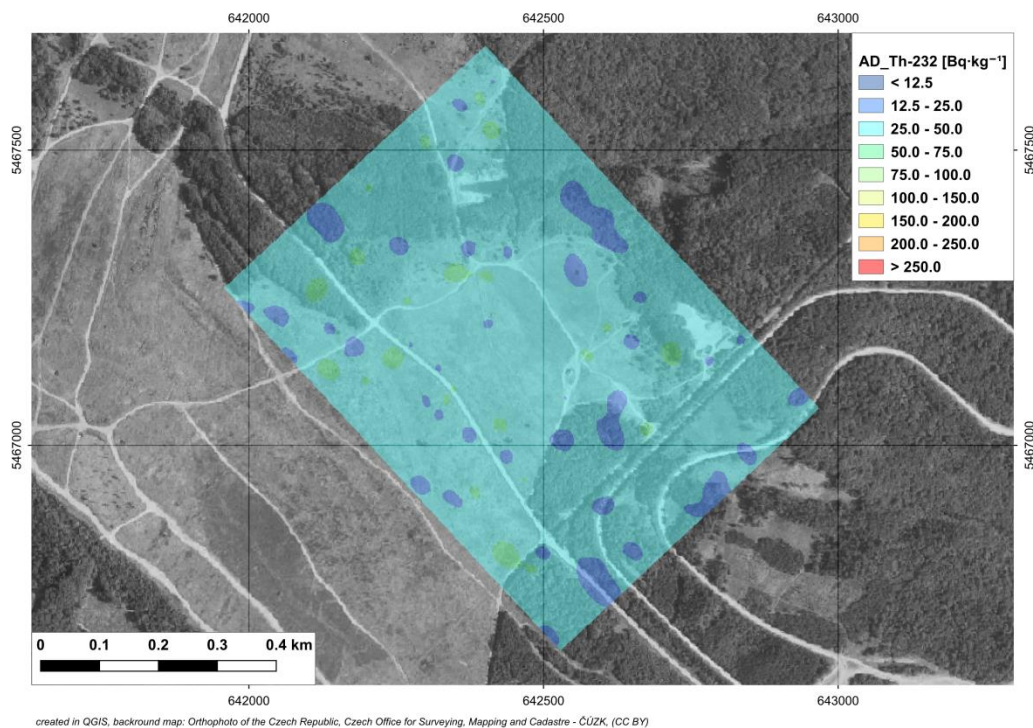 642000 642500 643000
AD_Th-232 [Bq·kg⁻¹]
< 12.5
12.5 - 25.0
25.0 - 50.0
50.0 - 75.0
75.0 - 100.0
100.0 - 150.0
150.0 - 200.0
200.0 - 250.0
> 250.0
5467500 5467500
5467000 5467000
0 0.1 0.2 0.3 0.4 km
642000 642500 643000
created in QGIS, backround map: Orthophoto of the Czech Republic, Czech Office for Surveying, Mapping and Cadastre - ČÚZK, (CC BY)